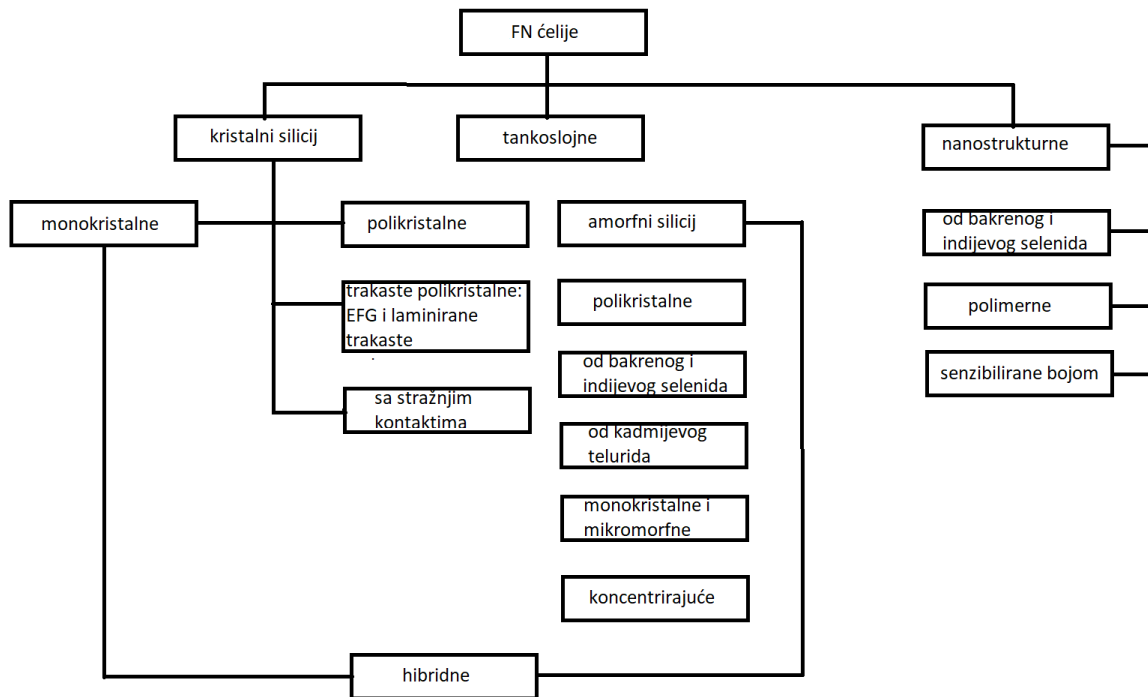 FN ćelije
kristalni silicij
tankoslojne
nanostrukturne
monokristalne
polikristalne
amorfni silicij
od bakrenog i
indijevog selenida
trakaste polikristalne:
EFG i laminirane
trakaste
polikristalne
polimerne
od bakrenog i
indijevog selenida
senzibilirane bojom
sa stražnjim
kontaktima
od kadmijevog
telurida
monokristalne i
mikromorfne
koncentrirajuće
hibridne